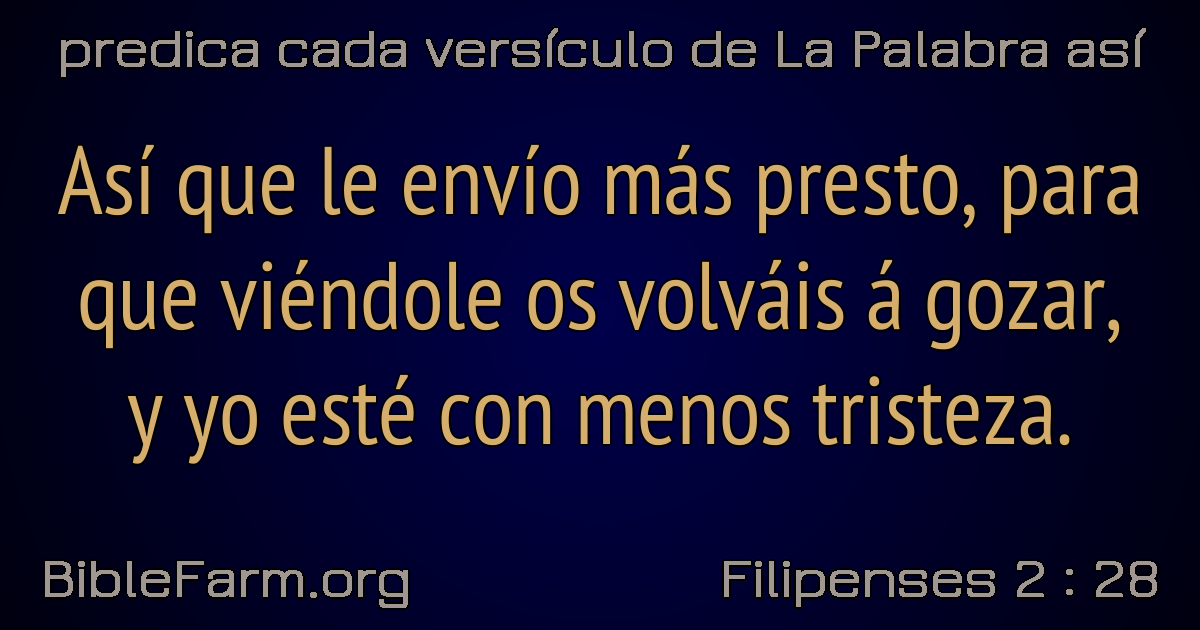 predica cada versículo de La Palabra así
Así que le envío más presto, para
que viéndole os volváis á gozar,
y yo esté con menos tristeza.
BibleFarm.org
Filipenses 2 : 28